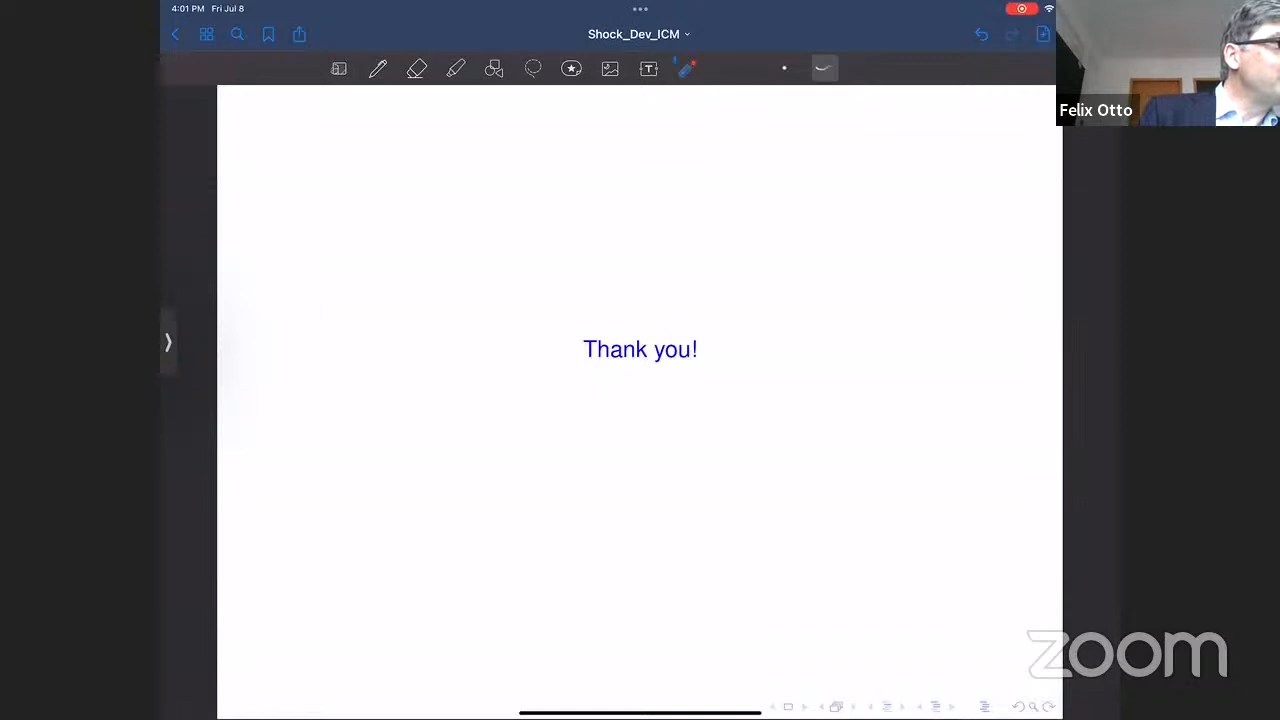 4:01 PM Fri Jul 8
Shock_Dev_ICM
T
Felix Otto
Thank you!
zoom